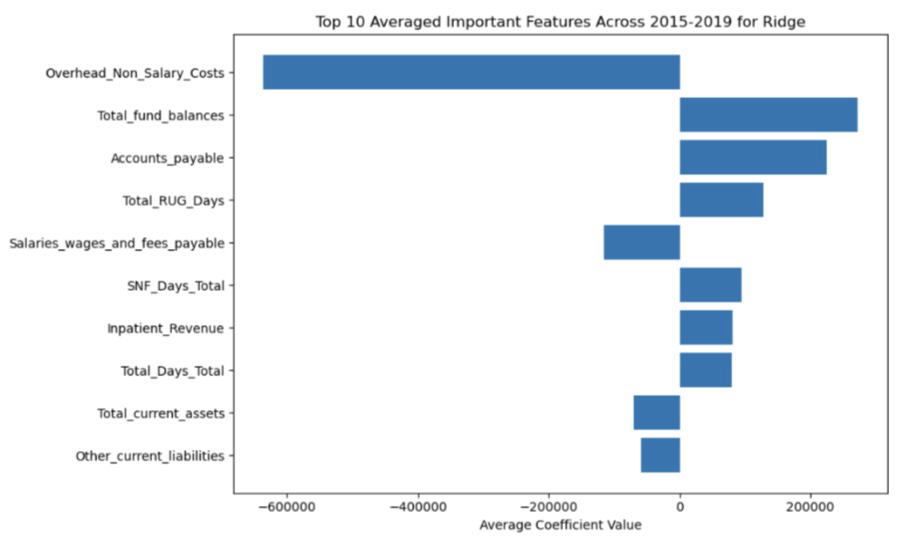 Top 10 Averaged Important Features Across 2015-2019 for Ridge
Overhead_Non_Salary_Costs
Total_fund_balances
Accounts_payable
Total_RUG_Days
Salaries_wages_and_fees_payable
SNF_Days_Total
Inpatient_Revenue
Total_Days_Total
Total_current_assets
Other_current_liabilities
−600000 −400000 −200000 0 200000
Average Coefficient Value